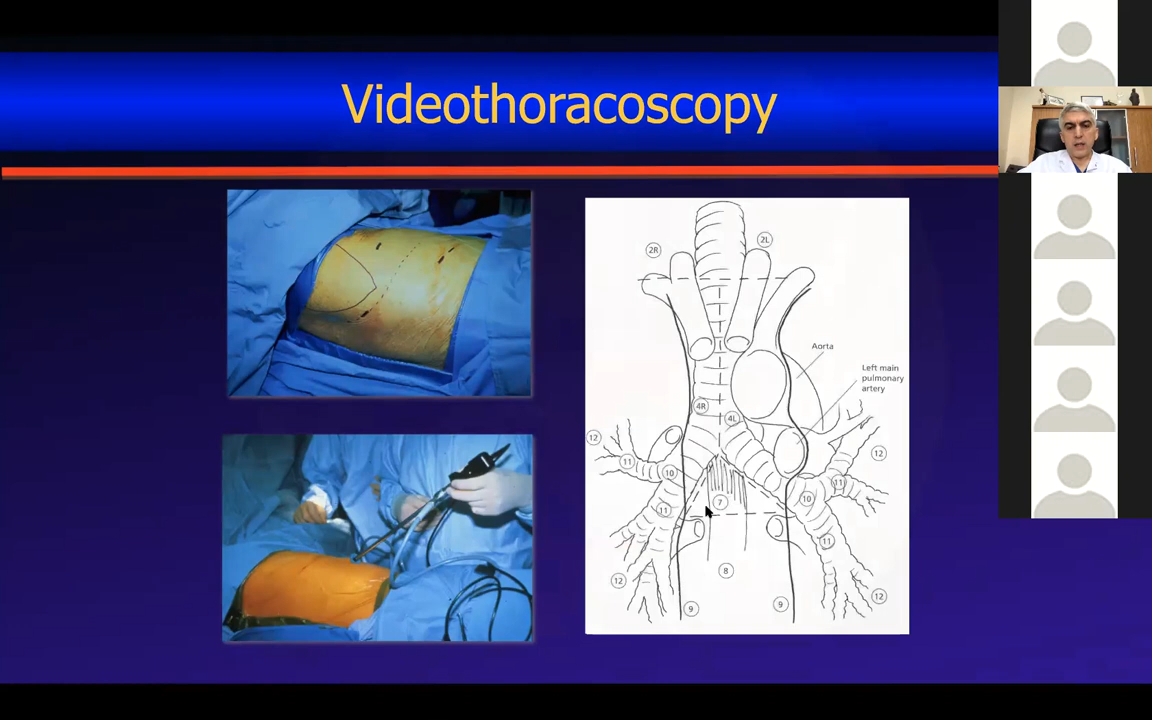 Videothoracoscopy
2R
2L
Aorta
Left main
pulmonary
artery
4R
4L
12
12
11
10
11
10
7
11
11
8
12
12
9
9